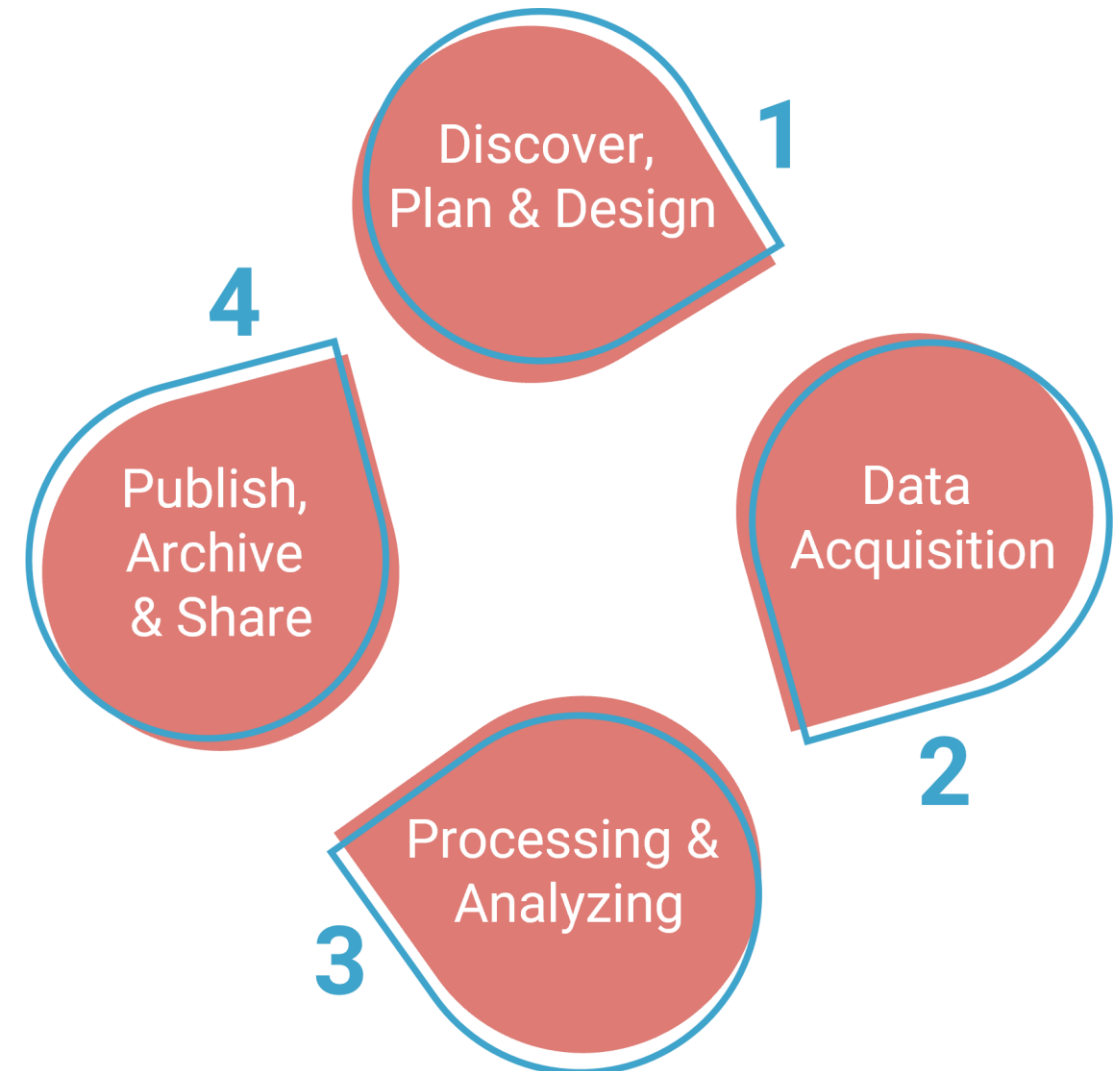 1
Discover,
Plan & Design
2
Data
Acquisition
3
Processing &
Analyzing
4
Publish,
Archive
& Share